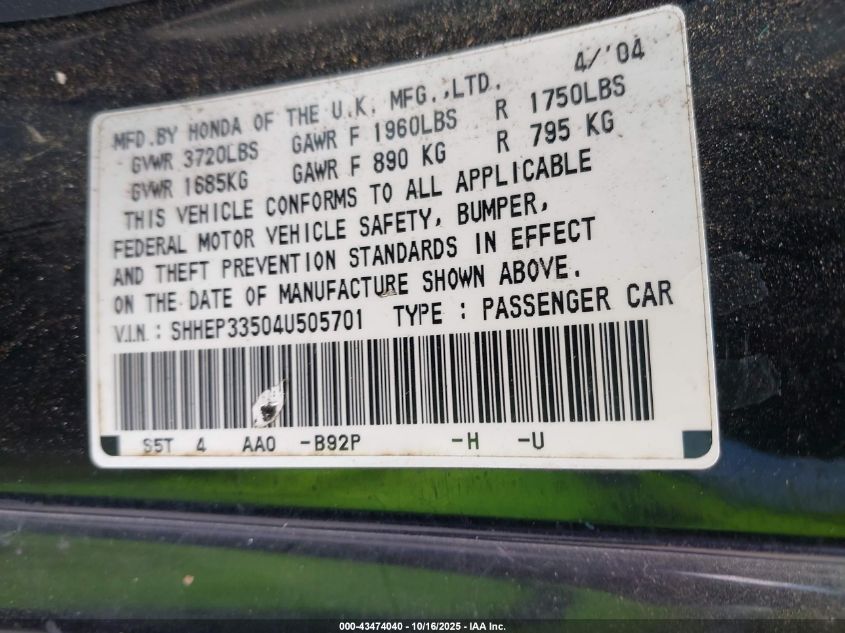 4/'04
MFD.BY HONDA OF THE U.K. MFG.,LTD.
GVWR 3720LBS GAWR F 1960LBS R 1750LBS
GVWR 1685KG GAWR F 890 KG R 795 KG
THIS VEHICLE CONFORMS TO ALL APPLICABLE
FEDERAL MOTOR VEHICLE SAFETY, BUMPER,
AND THEFT PREVENTION STANDARDS IN EFFECT
ON THE DATE OF MANUFACTURE SHOWN ABOVE.
V.I.N.: SHHEP33504U505701 TYPE : PASSENGER CAR
S5T 4 AA0 -B92P -H -U
000-43474040 - 10/16/2025 - IAA Inc.